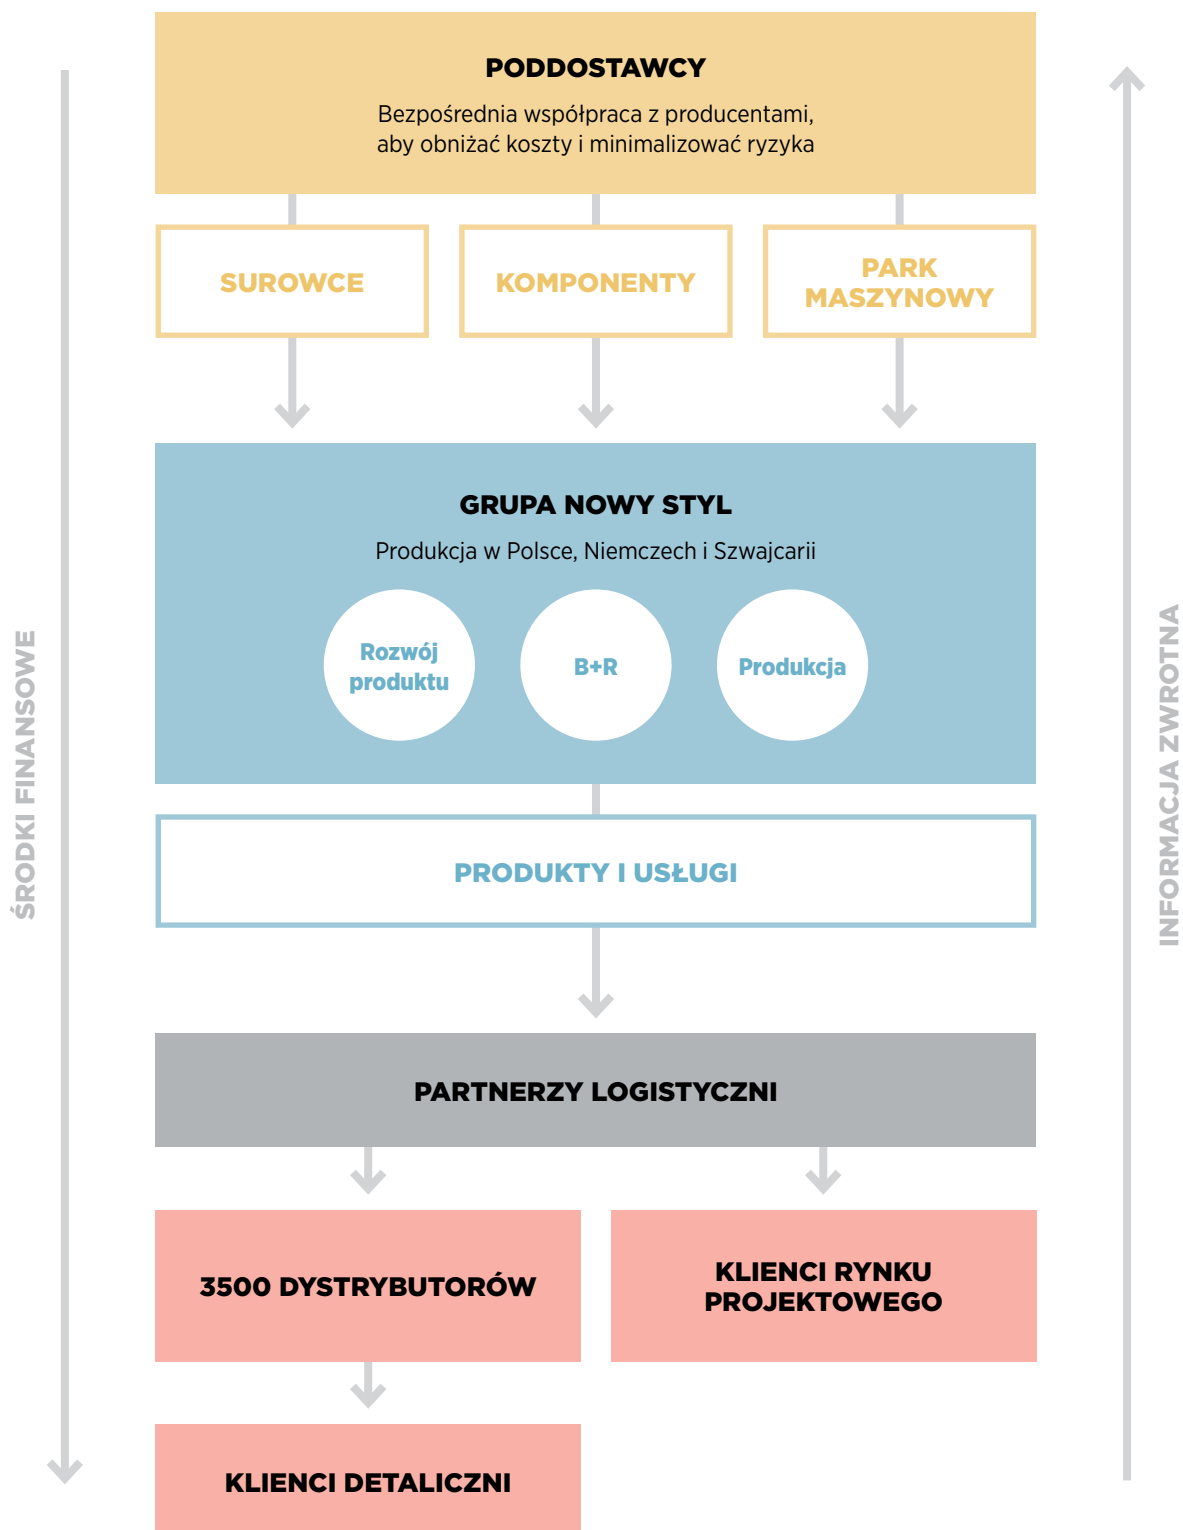 PODDOSTAWCY
Bezpośrednia współpraca z producentami,
aby obniżać koszty i minimalizować ryzyka
SUROWCE
KOMPONENTY
PARK
MASZYNOWY
GRUPA NOWY STYL
Produkcja w Polsce, Niemczech i Szwajcarii
Rozwój
produktu
B+R
Produkcja
ŚRODKI FINANSOWE
INFORMACJA ZWROTNA
PRODUKTY I USŁUGI
PARTNERZY LOGISTYCZNI
3500 DYSTRYBUTORÓW
KLIENCI RYNKU
PROJEKTOWEGO
KLIENCI DETALICZNI